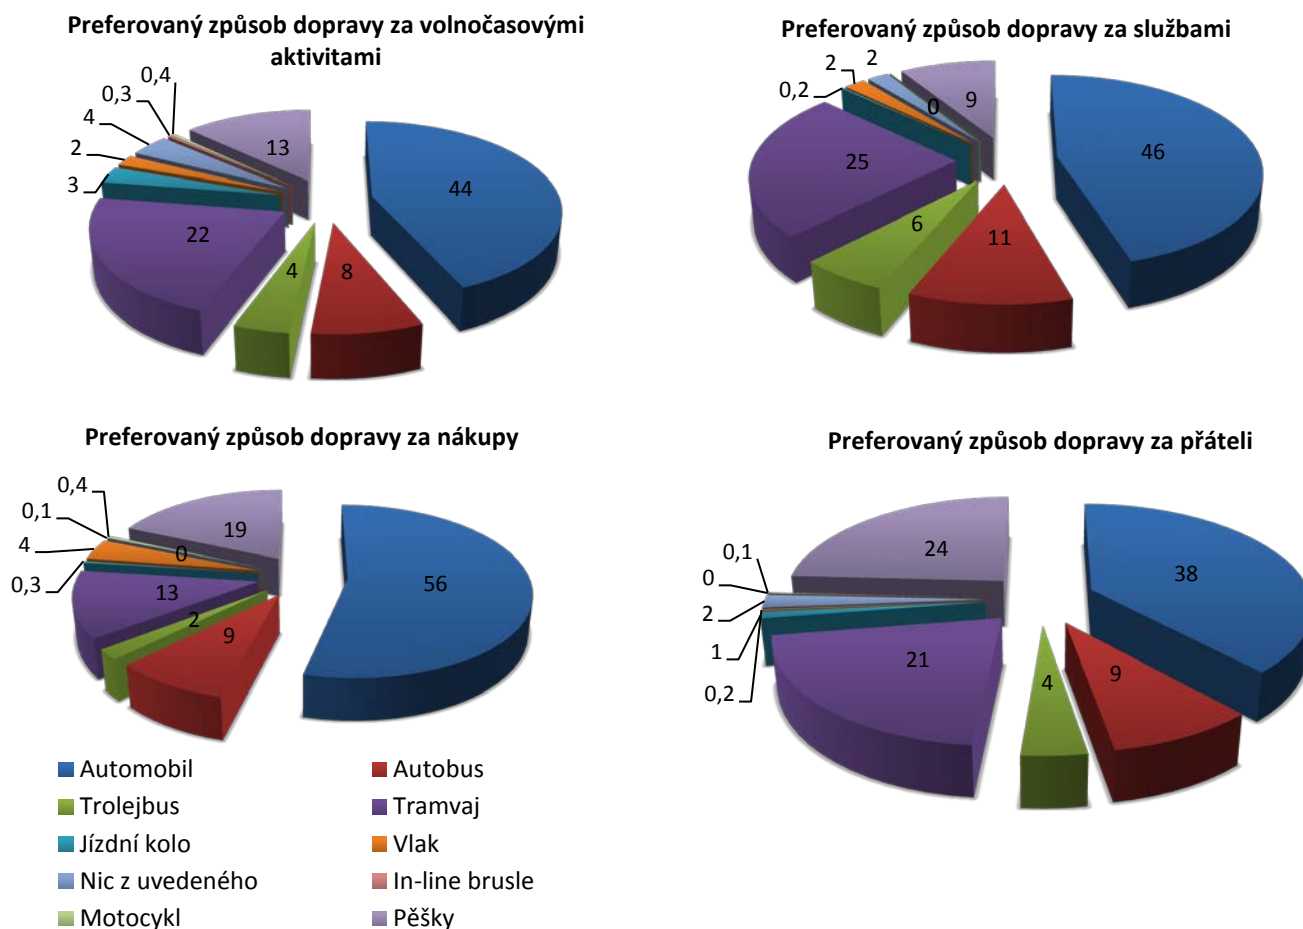 Preferovaný způsob dopravy za volnočasovými
aktivitami
0,4
0,3
4
2
3
13
44
22
4
8
Preferovaný způsob dopravy za službami
2
2
0,2
0
9
46
25
6
11
Preferovaný způsob dopravy za nákupy
0,4
0,1
4
0,3
19
0
13
2
9
56
Preferovaný způsob dopravy za přáteli
0,1
0
2
1
0,2
24
38
21
4
9
Automobil
Autobus
Trolejbus
Tramvaj
Jízdní kolo
Vlak
Nic z uvedeného
In-line brusle
Motocykl
Pěšky